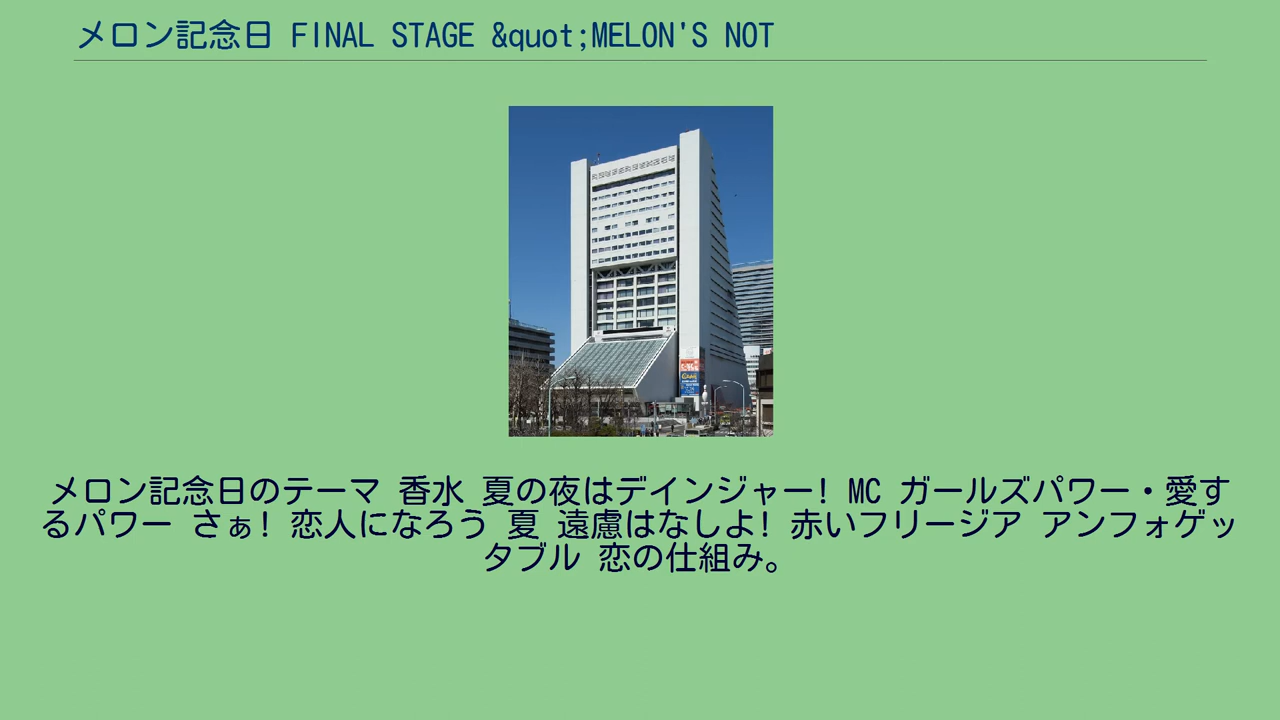 メロン記念日 FINAL STAGE &quot;MELON'S NOT
メロン記念日のテーマ 香水 夏の夜はデインジャー! MC ガールズパワー・愛す
るパワー さぁ! 恋人になろう 夏 遠慮はなしよ! 赤いフリージア アンフォゲッ
タブル 恋の仕組み。